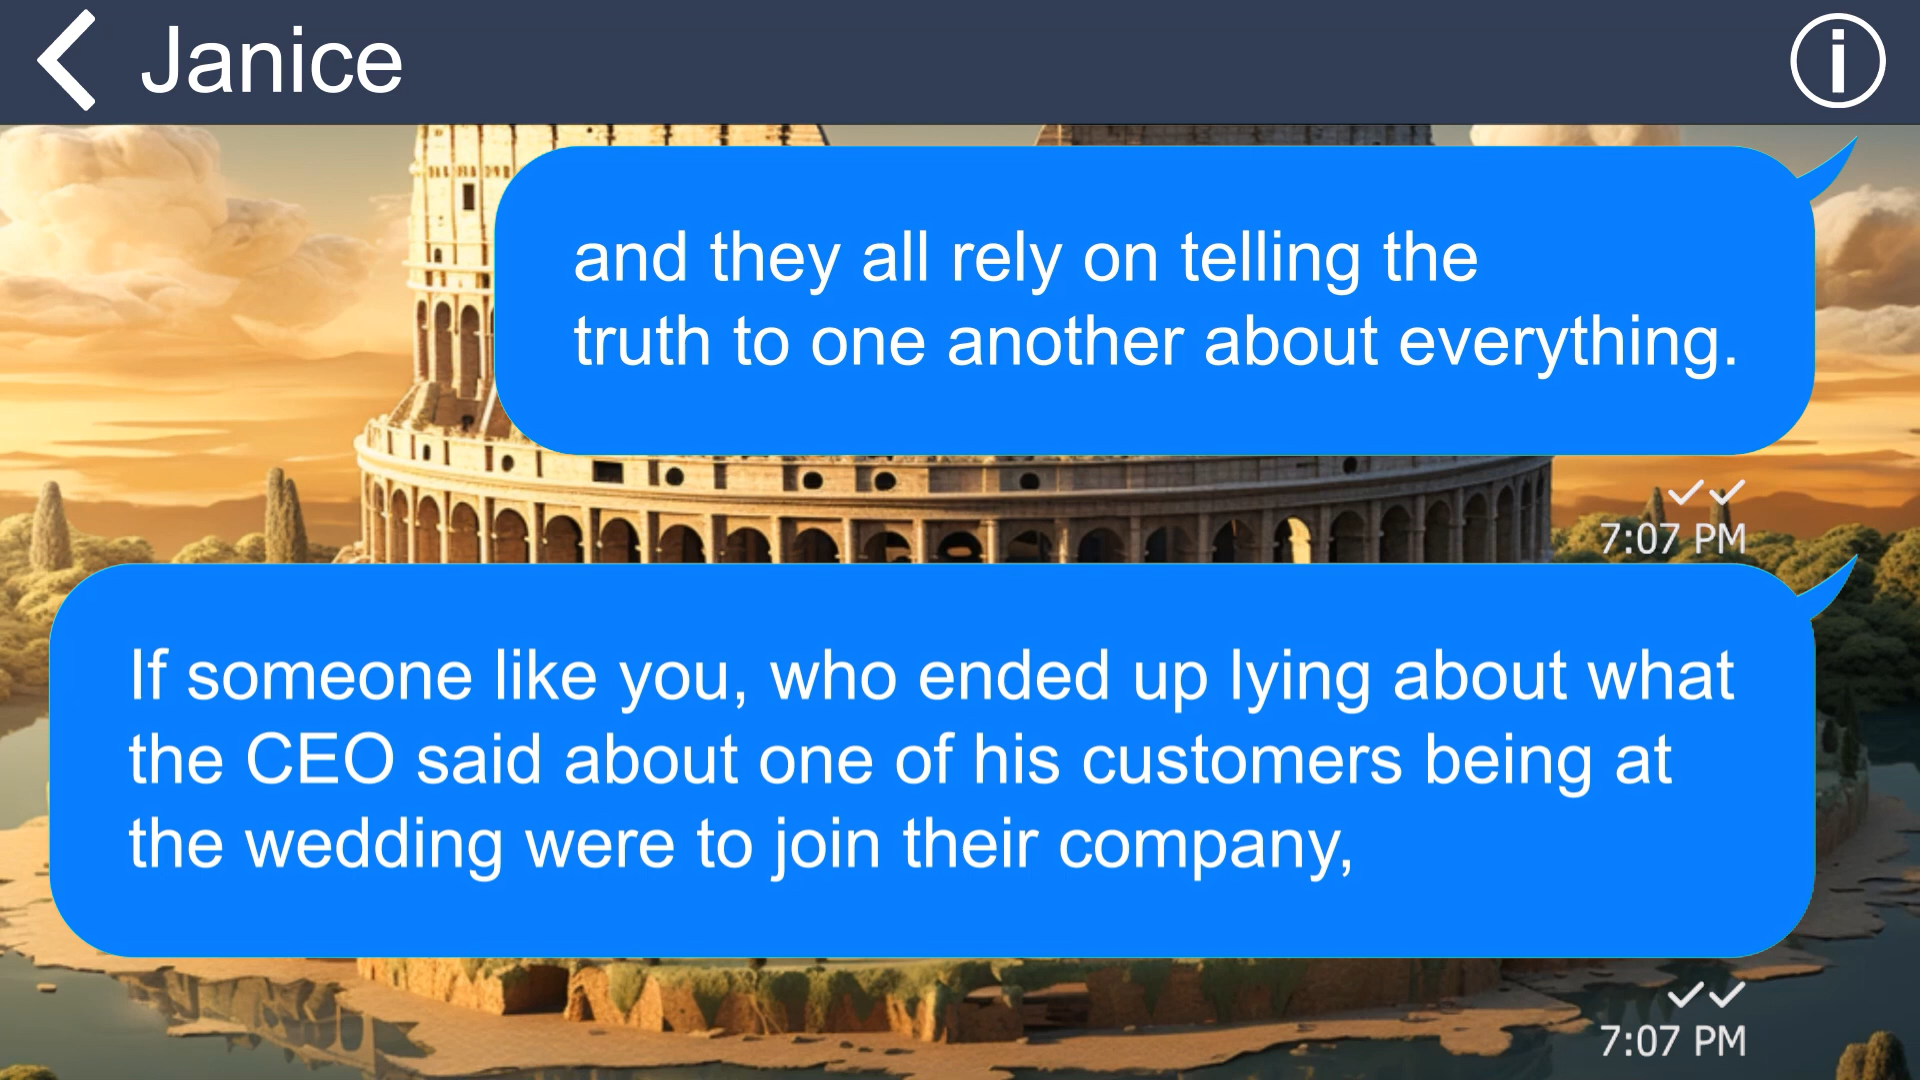 Janice
and they all rely on telling the
truth to one another about everything.
7:07 PM
If someone like you, who ended up lying about what
the CEO said about one of his customers being at
the wedding were to join their company,
7:07 PM